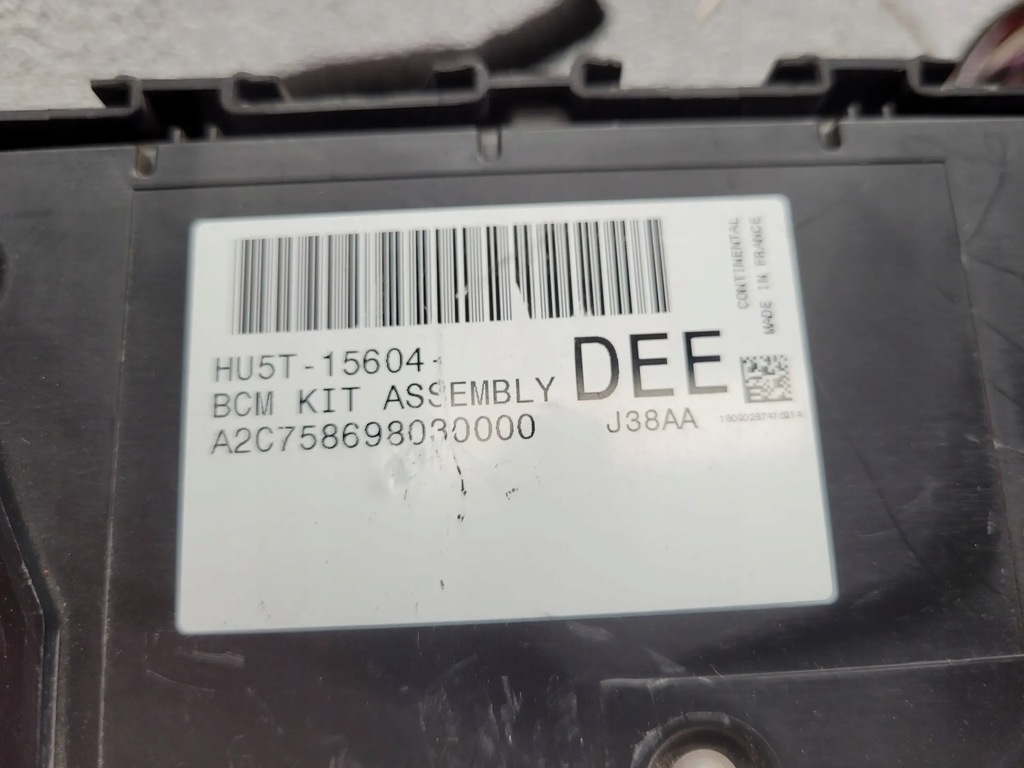 HU5T-15604-
DEE
BCM KIT ASSEMBLY
A2C758698030000
J38AA
CONTINENTAL
MADE IN FRANCE